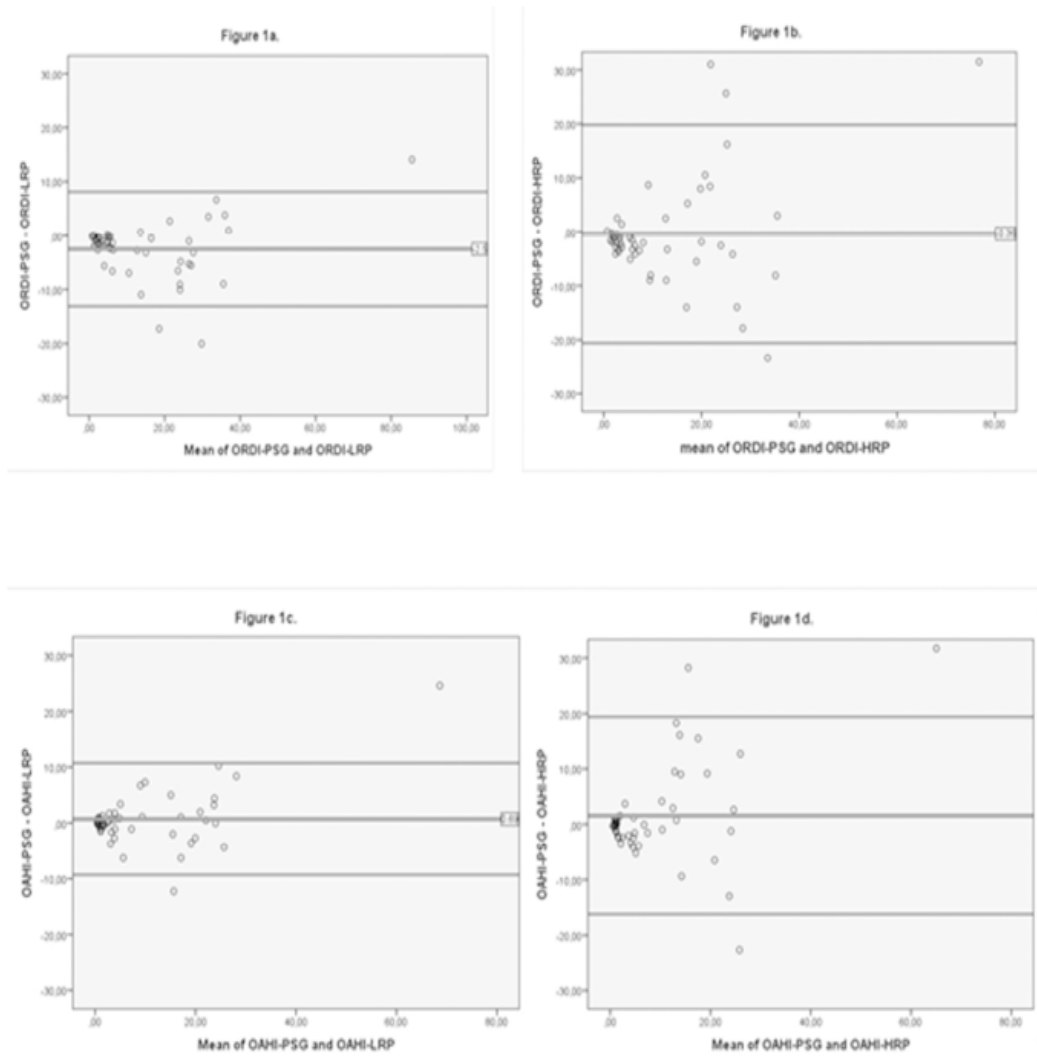 Figure 1a.
30,00
20,00
10,00
,00
-10,00
-20,00
-30,00
ORDI-PSG - ORDI-LRP
,00 20,00 40,00 60,00 80,00 100,00
Mean of ORDI-PSG and ORDI-LRP
Figure 1b.
30,00
20,00
10,00
,00
-10,00
-20,00
-30,00
ORDI-PSG - ORDI-HRP
,00 20,00 40,00 60,00 80,00
mean of ORDI-PSG and ORDI-HRP
Figure 1c.
30,00
20,00
10,00
,00
-10,00
-20,00
-30,00
OAHI-PSG - OAHI-LRP
,00 20,00 40,00 60,00 80,00
Mean of OAHI-PSG and OAHI-LRP
Figure 1d.
30,00
20,00
10,00
,00
-10,00
-20,00
-30,00
OAHI-PSG - OAHI-HRP
,00 20,00 40,00 60,00 80,00
Mean of OAHI-PSG and OAHI-HRP